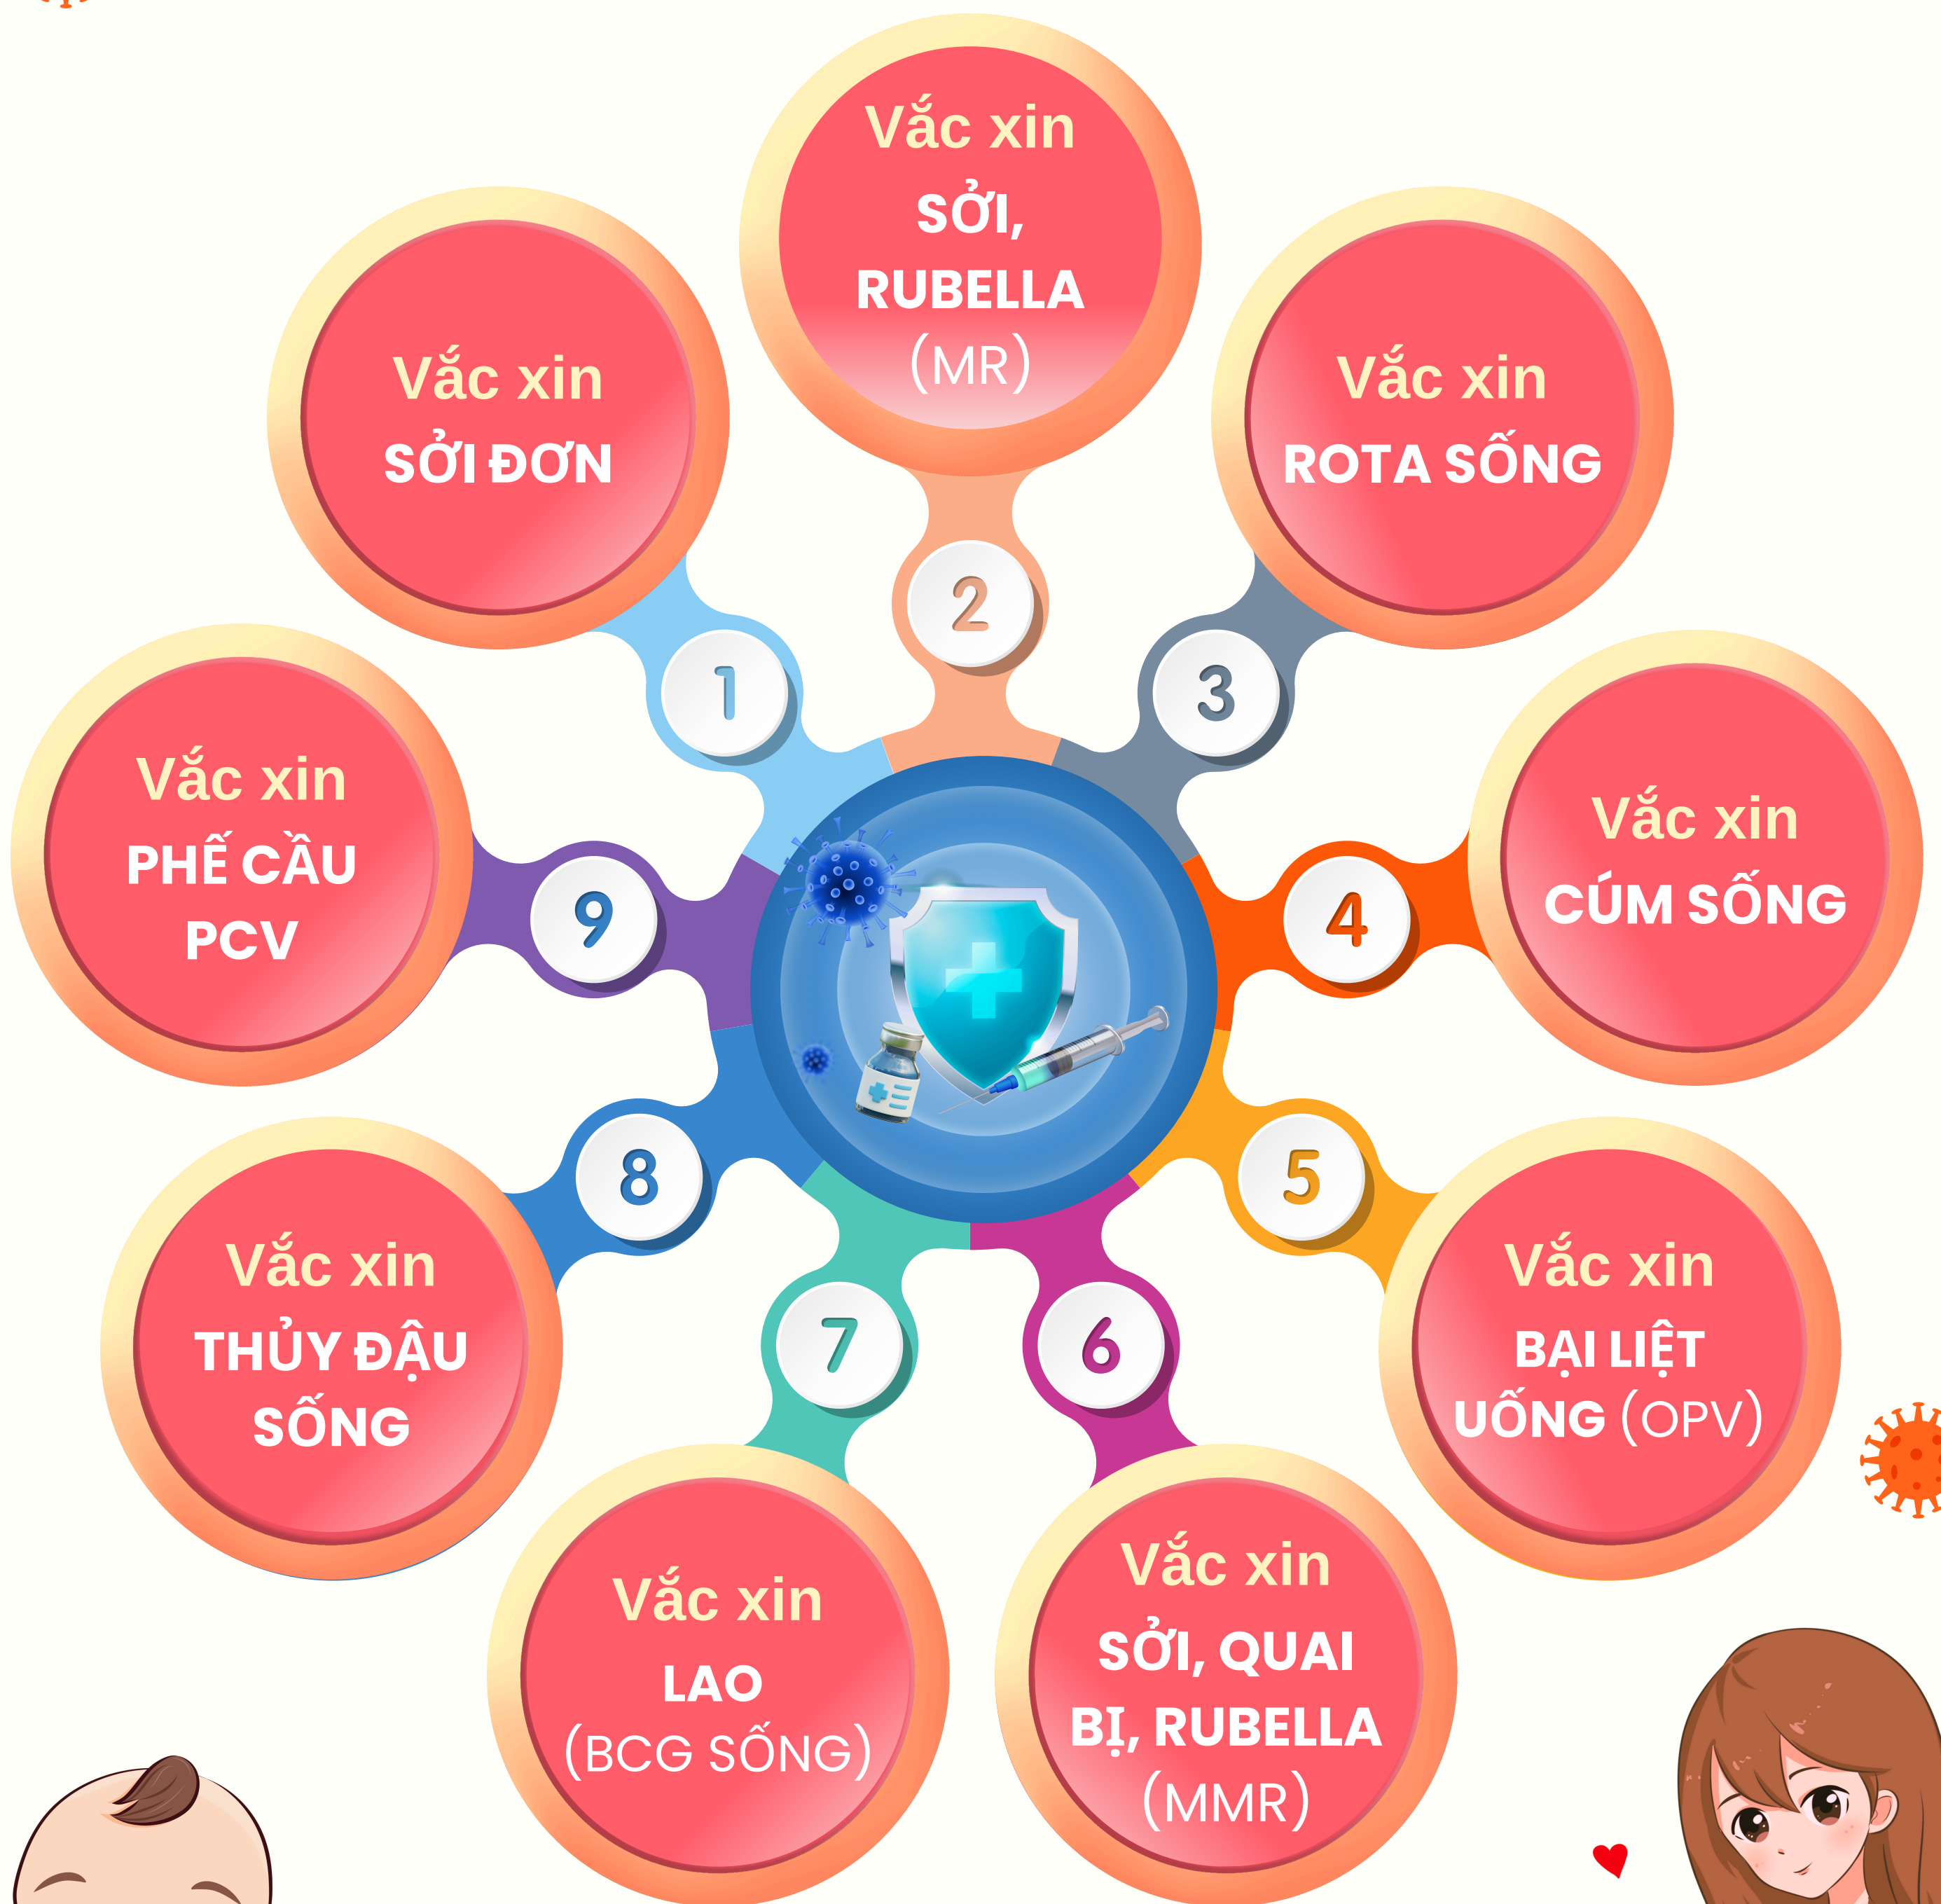 1
Vắc xin
SỞI ĐƠN
2
Vắc xin
SỞI,
RUBELLA
(MR)
3
Vắc xin
ROTA SỐNG
4
Vắc xin
CÚM SỐNG
5
Vắc xin
BẠI LIỆT
UỐNG (OPV)
6
Vắc xin
SỞI, QUAI
BỊ, RUBELLA
(MMR)
7
Vắc xin
LAO
(BCG SỐNG)
8
Vắc xin
THỦY ĐẬU
SỐNG
9
Vắc xin
PHẾ CẦU
PCV